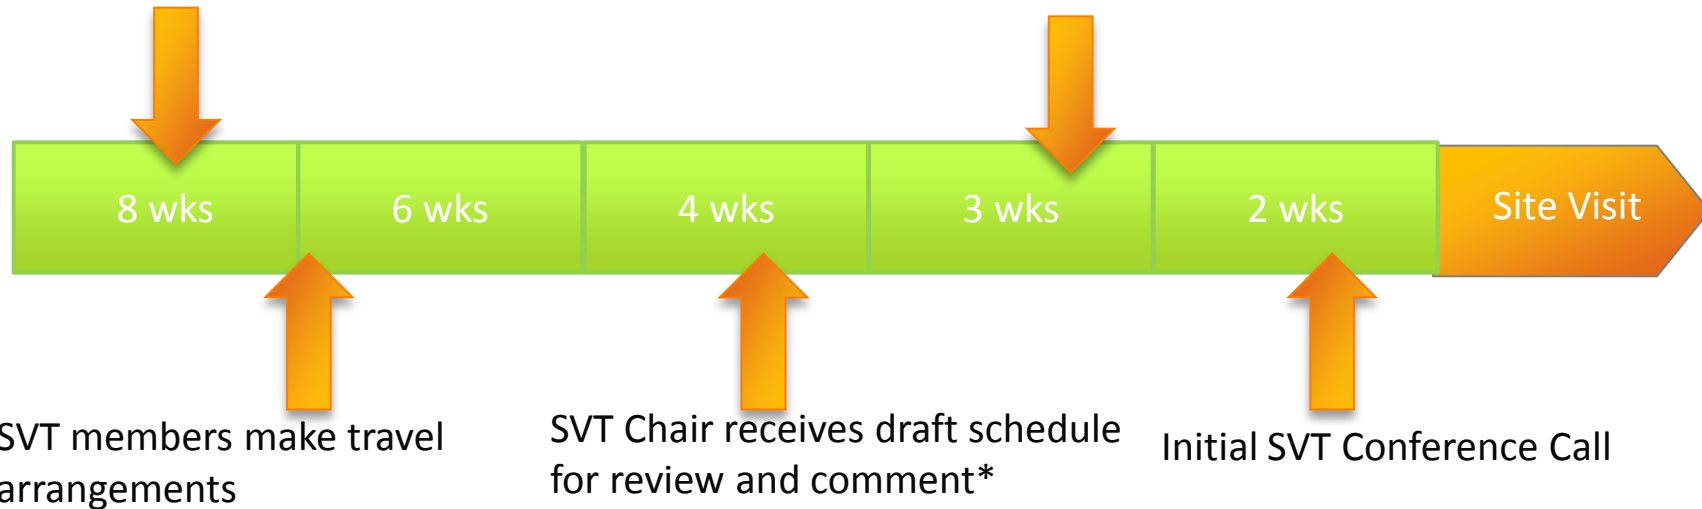 8 wks
6 wks
4 wks
3 wks
2 wks
Site Visit
SVT members make travel
arrangements
SVT Chair receives draft schedule
for review and comment*
Initial SVT Conference Call